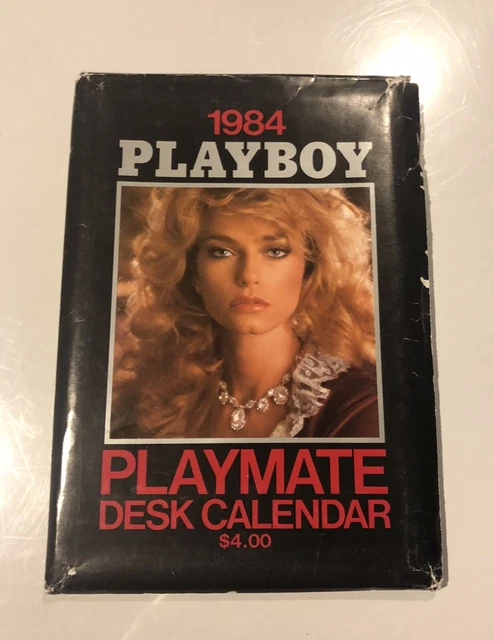 1984
PLAYBOY
PLAYMATE
DESK CALENDAR
$4.00